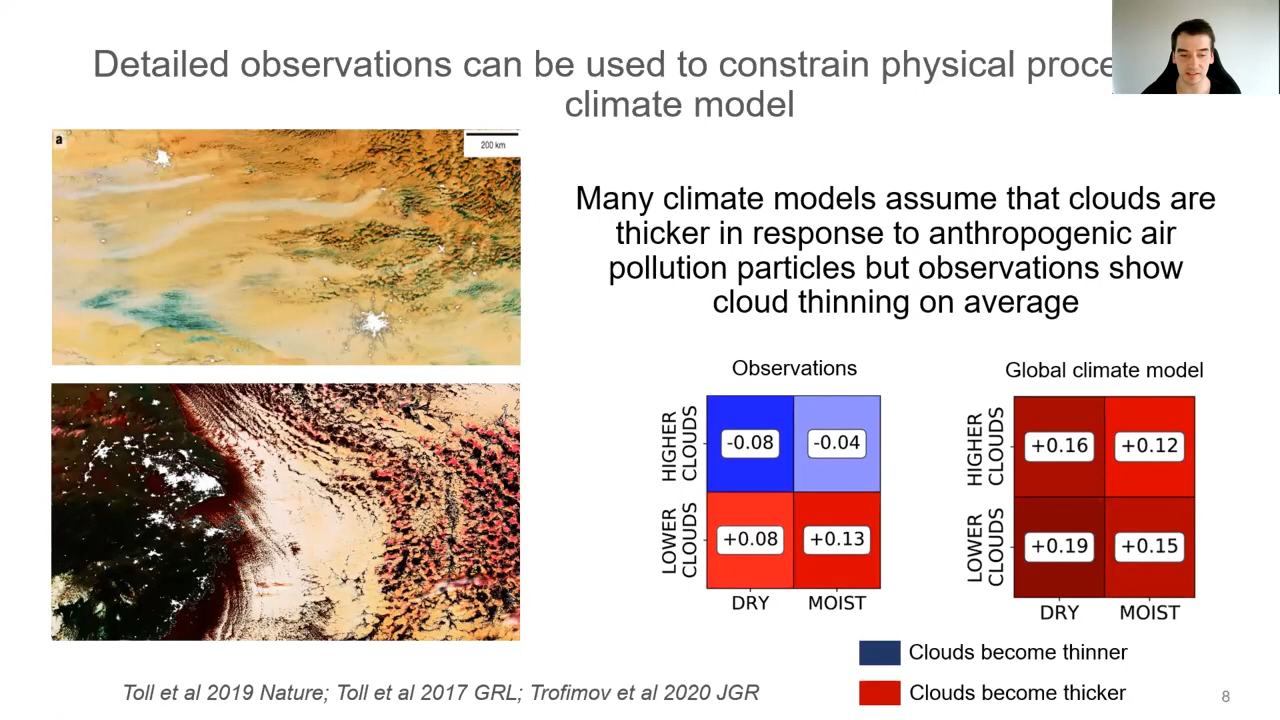 Detailed observations can be used to constrain physical
climate model
a
200 km
Many climate models assume that clouds are
thicker in response to anthropogenic air
pollution particles but observations show
cloud thinning on average
Observations
HIGHER
CLOUDS
-0.08
-0.04
LOWER
CLOUDS
+0.08
+0.13
DRY
MOIST
Global climate model
HIGHER
CLOUDS
+0.16
+0.12
LOWER
CLOUDS
+0.19
+0.15
DRY
MOIST
Clouds become thinner
Clouds become thicker
Toll et al 2019 Nature; Toll et al 2017 GRL; Trofimov et al 2020 JGR
8